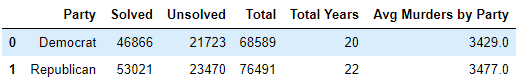 Party Solved Unsolved Total Total Years Avg Murders by Party
0 Democrat 46866 21723 68589 20 3429.0
1 Republican 53021 23470 76491 22 3477.0